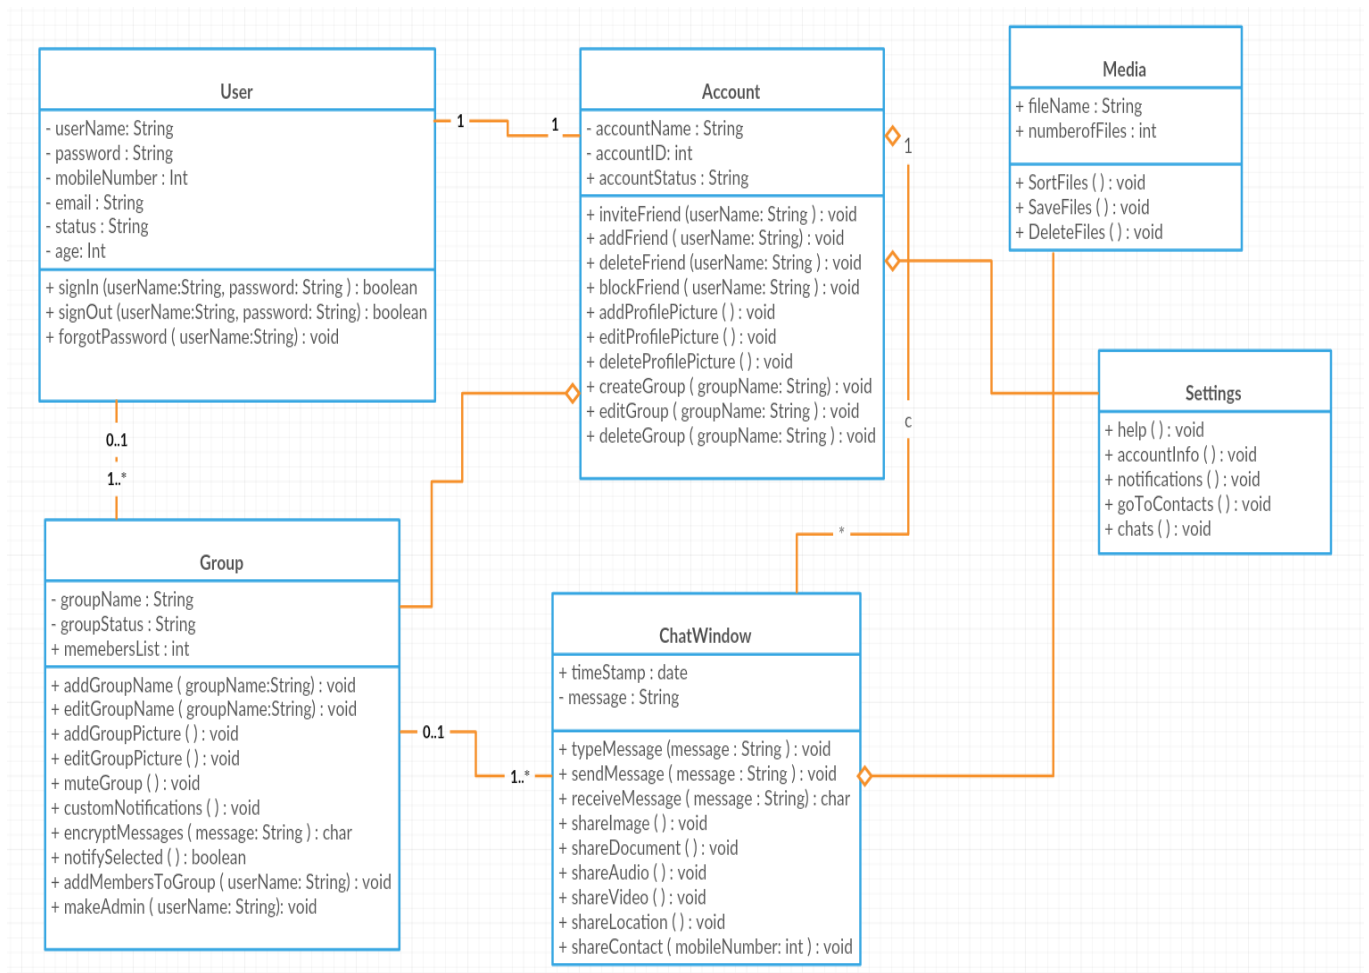 User
- userName: String
- password : String
- mobileNumber : Int
- email : String
- status : String
- age: Int
+ signIn (userName:String, password: String ) : boolean
+ signOut (userName:String, password: String) : boolean
+ forgotPassword ( userName:String) : void
1
1
Account
- accountName : String
- accountID: int
+ accountStatus : String
+ inviteFriend (userName: String ) : void
+ addFriend ( userName: String) : void
+ deleteFriend (userName: String ) : void
+ blockFriend ( userName: String ) : void
+ addProfilePicture ( ) : void
+ editProfilePicture ( ) : void
+ deleteProfilePicture ( ) : void
+ createGroup ( groupName: String) : void
+ editGroup ( groupName: String ) : void
+ deleteGroup ( groupName: String ) : void
1
c
*
Media
+ fileName : String
+ numberofFiles : int
+ SortFiles ( ) : void
+ SaveFiles ( ) : void
+ DeleteFiles ( ) : void
Settings
+ help ( ) : void
+ accountInfo ( ) : void
+ notifications ( ) : void
+ goToContacts ( ) : void
+ chats ( ) : void
0..1
1..*
Group
- groupName : String
- groupStatus : String
+ memebersList : int
+ addGroupName ( groupName:String) : void
+ editGroupName ( groupName:String) : void
+ addGroupPicture ( ) : void
+ editGroupPicture ( ) : void
+ muteGroup ( ) : void
+ customNotifications ( ) : void
+ encryptMessages ( message: String ) : char
+ notifySelected ( ) : boolean
+ addMembersToGroup ( userName: String) : void
+ makeAdmin ( userName: String): void
0..1
1..*
ChatWindow
+ timeStamp : date
- message : String
+ typeMessage (message : String ) : void
+ sendMessage ( message : String ) : void
+ receiveMessage ( message : String) : char
+ shareImage ( ) : void
+ shareDocument ( ) : void
+ shareAudio ( ) : void
+ shareVideo ( ) : void
+ shareLocation ( ) : void
+ shareContact ( mobileNumber: int ) : void